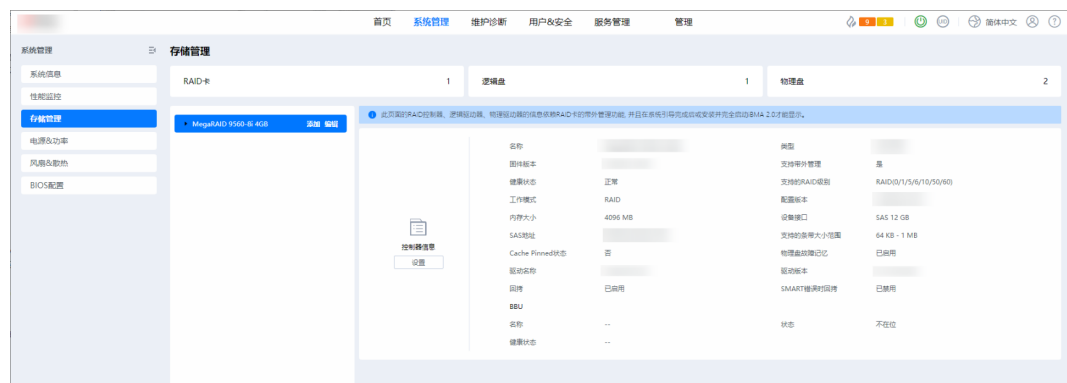 首页 系统管理 维护诊断 用户&安全 服务管理 管理 9 3 UID 简体中文
系统管理
存储管理
系统信息
性能监控
存储管理
电源&功率
风扇&散热
BIOS配置
RAID卡 1
逻辑盘 1
物理盘 2
MegaRAID 9560-8i 4GB 添加 编辑
此页面的RAID控制器、逻辑驱动器、物理驱动器的信息依赖RAID卡的带外管理功能, 并且在系统引导完成后或安装并完全启动iBMA 2.0才能显示。
控制器信息
设置
名称 类型
固件版本 支持带外管理 是
健康状态 正常 支持的RAID级别 RAID(0/1/5/6/10/50/60)
工作模式 RAID 配置版本
内存大小 4096 MB 设备接口 SAS 12 GB
SAS地址 支持的条带大小范围 64 KB - 1 MB
Cache Pinned状态 否 物理盘故障记忆 已启用
驱动名称 驱动版本
回拷 已启用 SMART错误时回拷 已禁用
BBU
名称 -- 状态 不在位
健康状态 --